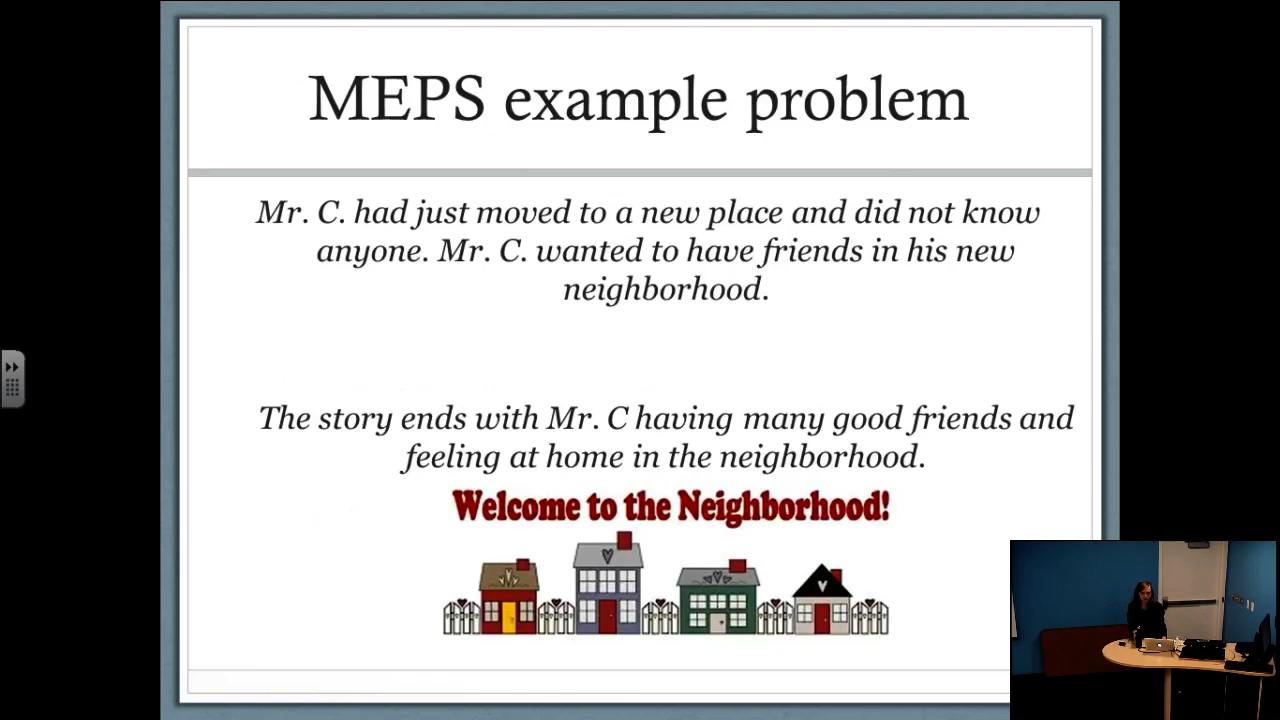 MEPS example problem
Mr. C. had just moved to a new place and did not know
anyone. Mr. C. wanted to have friends in his new
neighborhood.
The story ends with Mr. C having many good friends and
feeling at home in the neighborhood.
Welcome to the Neighborhood!